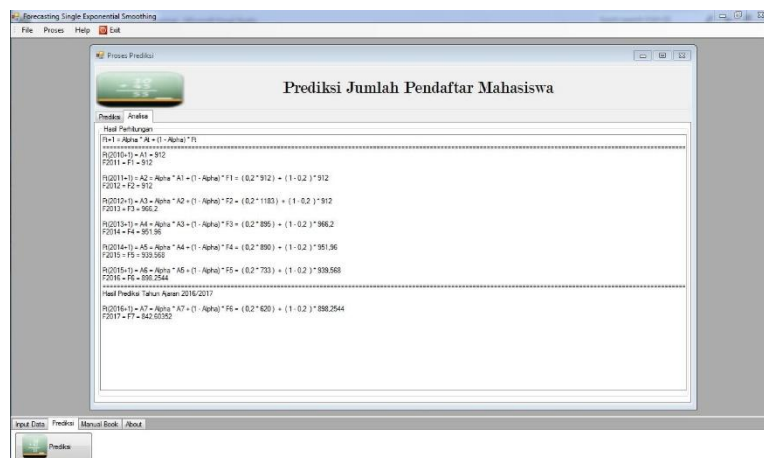 Forecasting Single Exponential Smoothing
File Proses Help Exit
Proses Prediksi
Prediksi Jumlah Pendaftar Mahasiswa
Prediksi Analisa
Hasil Perhitungan
Ft+1 = Alpha * At + (1 - Alpha) * Ft
Ft(2010+1) = A1 = 912
F2011 = F1 = 912
Ft(2011+1) = A2 = Alpha * A1 + (1 - Alpha) * F1 = ( 0,2 * 912 ) + ( 1 - 0,2 ) * 912
F2012 = F2 = 912
Ft(2012+1) = A3 = Alpha * A2 + (1 - Alpha) * F2 = ( 0,2 * 1183 ) + ( 1 - 0,2 ) * 912
F2013 = F3 = 966,2
Ft(2013+1) = A4 = Alpha * A3 + (1 - Alpha) * F3 = ( 0,2 * 895 ) + ( 1 - 0,2 ) * 966,2
F2014 = F4 = 951,96
Ft(2014+1) = A5 = Alpha * A4 + (1 - Alpha) * F4 = ( 0,2 * 890 ) + ( 1 - 0,2 ) * 951,96
F2015 = F5 = 939,568
Ft(2015+1) = A6 = Alpha * A5 + (1 - Alpha) * F5 = ( 0,2 * 733 ) + ( 1 - 0,2 ) * 939,568
F2016 = F6 = 898,2544
Hasil Prediksi Tahun Ajaran 2016/2017
Ft(2016+1) = A7 = Alpha * A7 + (1 - Alpha) * F6 = ( 0,2 * 620 ) + ( 1 - 0,2 ) * 898,2544
F2017 = F7 = 842,60352
Input Data Prediksi Manual Book About
Prediksi